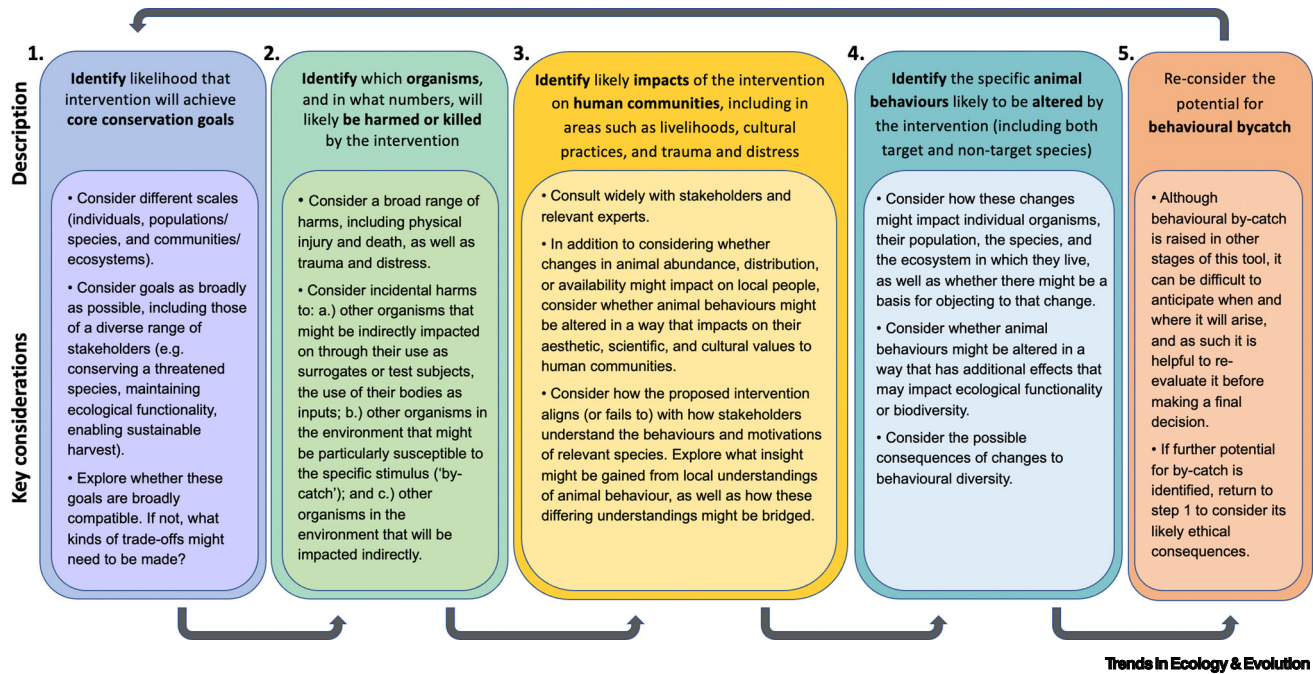 1.
Identify likelihood that
intervention will achieve
core conservation goals
• Consider different scales
(individuals, populations/
species, and communities/
ecosystems).
• Consider goals as broadly
as possible, including those
of a diverse range of
stakeholders (e.g.
conserving a threatened
species, maintaining
ecological functionality,
enabling sustainable
harvest).
• Explore whether these
goals are broadly
compatible. If not, what
kinds of trade-offs might
need to be made?
2.
Identify which organisms,
and in what numbers, will
likely be harmed or killed
by the intervention
• Consider a broad range of
harms, including physical
injury and death, as well as
trauma and distress.
• Consider incidental harms
to: a.) other organisms that
might be indirectly impacted
on through their use as
surrogates or test subjects,
the use of their bodies as
inputs; b.) other organisms in
the environment that might
be particularly susceptible to
the specific stimulus (‘by-
catch’); and c.) other
organisms in the
environment that will be
impacted indirectly.
3.
Identify likely impacts of the intervention
on human communities, including in
areas such as livelihoods, cultural
practices, and trauma and distress
• Consult widely with stakeholders and
relevant experts.
• In addition to considering whether
changes in animal abundance, distribution,
or availability might impact on local people,
consider whether animal behaviours might
be altered in a way that impacts on their
aesthetic, scientific, and cultural values to
human communities.
• Consider how the proposed intervention
aligns (or fails to) with how stakeholders
understand the behaviours and motivations
of relevant species. Explore what insight
might be gained from local understandings
of animal behaviour, as well as how these
differing understandings might be bridged.
4.
Identify the specific animal
behaviours likely to be altered by
the intervention (including both
target and non-target species)
• Consider how these changes
might impact individual organisms,
their population, the species, and
the ecosystem in which they live,
as well as whether there might be a
basis for objecting to that change.
• Consider whether animal
behaviours might be altered in a
way that has additional effects that
may impact ecological functionality
or biodiversity.
• Consider the possible
consequences of changes to
behavioural diversity.
5.
Re-consider the
potential for
behavioural bycatch
• Although
behavioural by-catch
is raised in other
stages of this tool, it
can be difficult to
anticipate when and
where it will arise,
and as such it is
helpful to re-
evaluate it before
making a final
decision.
• If further potential
for by-catch is
identified, return to
step 1 to consider its
likely ethical
consequences.
Description
Key considerations
Trends in Ecology & Evolution